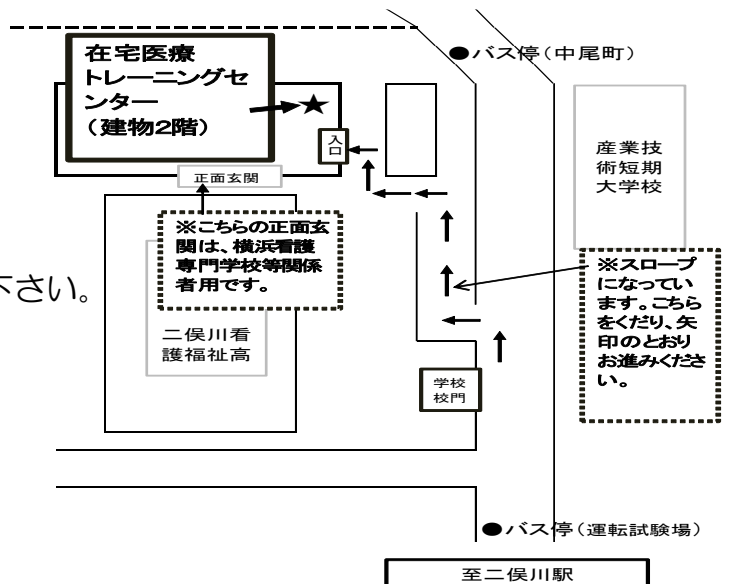 在宅医療
トレーニングセ
ンター
(建物2階)
★
●バス停(中尾町)
入口
正面玄関
産業技
術短期
大学校
※こちらの正面玄
関は、横浜看護
専門学校等関係
者用です。
下さい。
二俣川看
護福祉高
※スロープ
になってい
ます。こちら
をくだり、矢
印のとおり
お進みくださ
い。
学校
校門
●バス停(運転試験場)
至二俣川駅